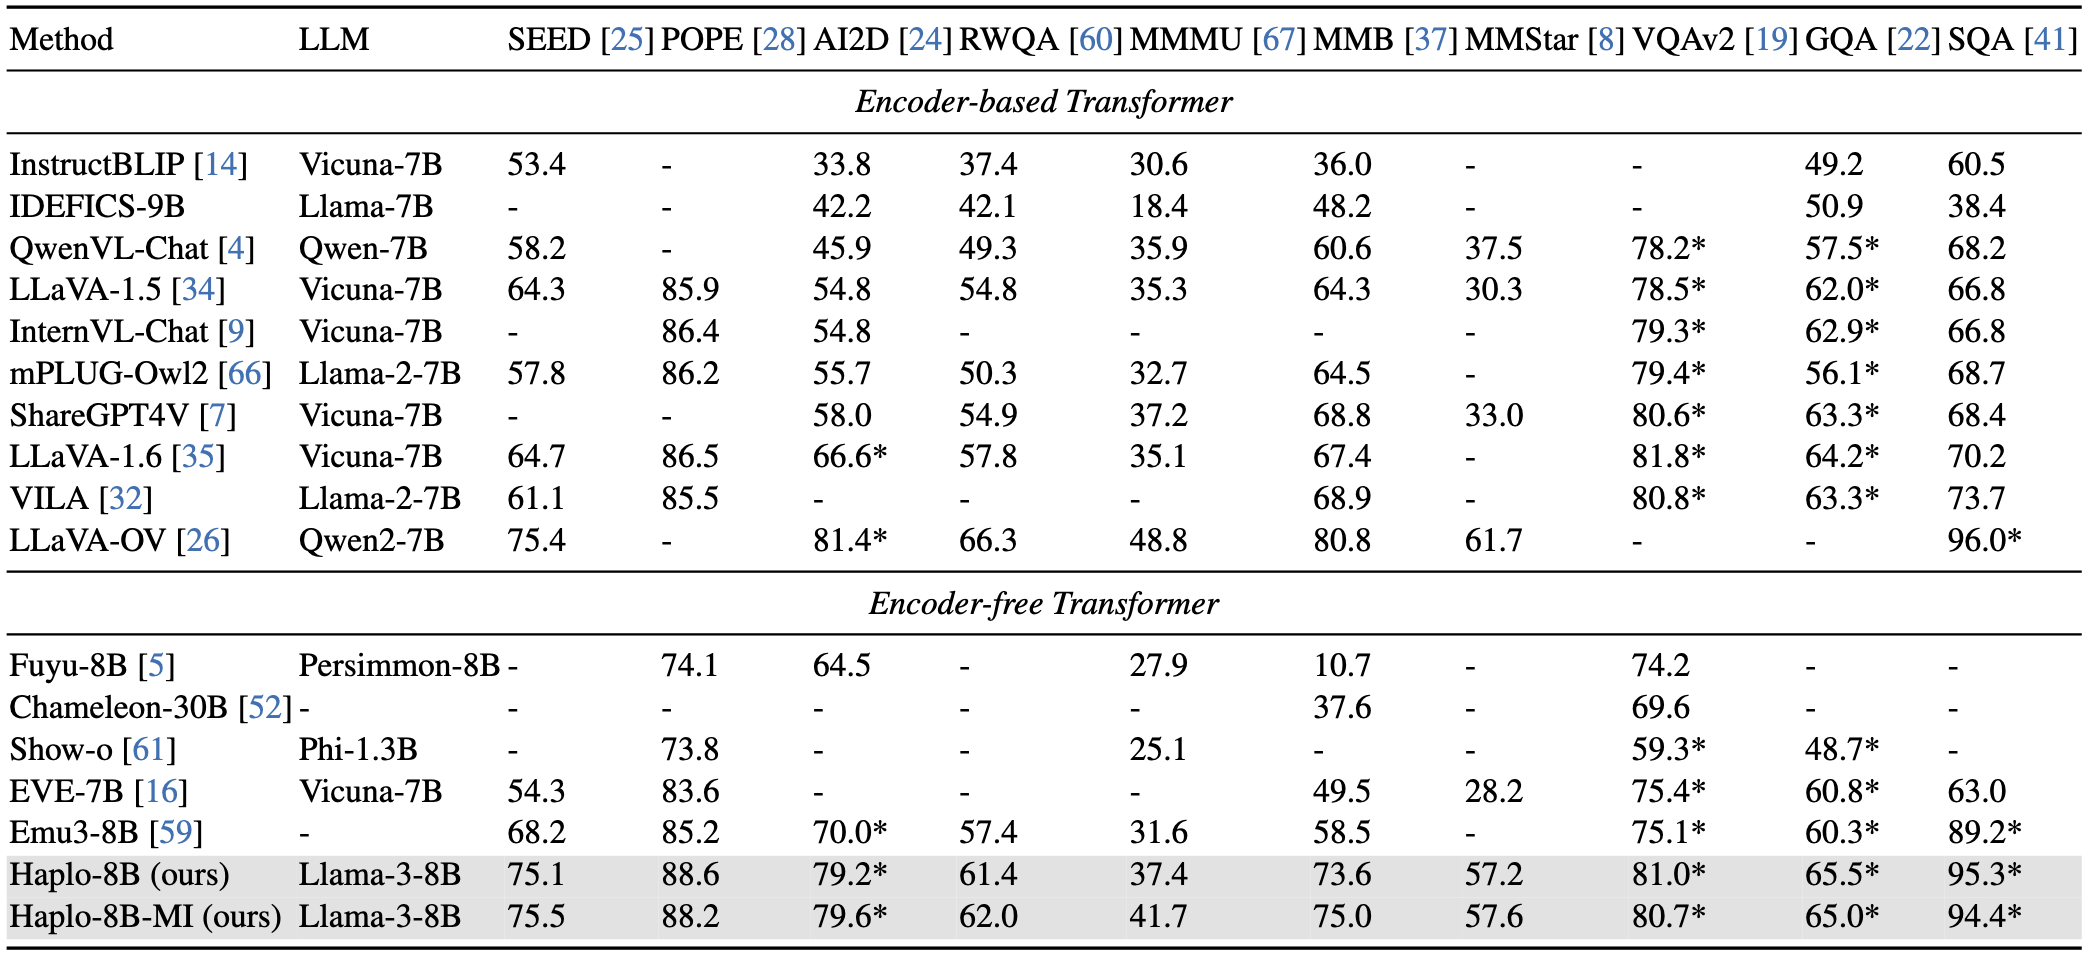 Method LLM SEED [25] POPE [28] AI2D [24] RWQA [60] MMMU [67] MMB [37] MMStar [8] VQAv2 [19] GQA [22] SQA [41]
Encoder-based Transformer
InstructBLIP [14] Vicuna-7B 53.4 - 33.8 37.4 30.6 36.0 - - 49.2 60.5
IDEFICS-9B Llama-7B - - 42.2 42.1 18.4 48.2 - - 50.9 38.4
QwenVL-Chat [4] Qwen-7B 58.2 - 45.9 49.3 35.9 60.6 37.5 78.2* 57.5* 68.2
LLaVA-1.5 [34] Vicuna-7B 64.3 85.9 54.8 54.8 35.3 64.3 30.3 78.5* 62.0* 66.8
InternVL-Chat [9] Vicuna-7B - 86.4 54.8 - - - - 79.3* 62.9* 66.8
mPLUG-Owl2 [66] Llama-2-7B 57.8 86.2 55.7 50.3 32.7 64.5 - 79.4* 56.1* 68.7
ShareGPT4V [7] Vicuna-7B - - 58.0 54.9 37.2 68.8 33.0 80.6* 63.3* 68.4
LLaVA-1.6 [35] Vicuna-7B 64.7 86.5 66.6* 57.8 35.1 67.4 - 81.8* 64.2* 70.2
VILA [32] Llama-2-7B 61.1 85.5 - - - 68.9 - 80.8* 63.3* 73.7
LLaVA-OV [26] Qwen2-7B 75.4 - 81.4* 66.3 48.8 80.8 61.7 - - 96.0*
Encoder-free Transformer
Fuyu-8B [5] Persimmon-8B - 74.1 64.5 - 27.9 10.7 - 74.2 - -
Chameleon-30B [52] - - - - - - 37.6 - 69.6 - -
Show-o [61] Phi-1.3B - 73.8 - - 25.1 - - 59.3* 48.7* -
EVE-7B [16] Vicuna-7B 54.3 83.6 - - - 49.5 28.2 75.4* 60.8* 63.0
Emu3-8B [59] - 68.2 85.2 70.0* 57.4 31.6 58.5 - 75.1* 60.3* 89.2*
Haplo-8B (ours) Llama-3-8B 75.1 88.6 79.2* 61.4 37.4 73.6 57.2 81.0* 65.5* 95.3*
Haplo-8B-MI (ours) Llama-3-8B 75.5 88.2 79.6* 62.0 41.7 75.0 57.6 80.7* 65.0* 94.4*